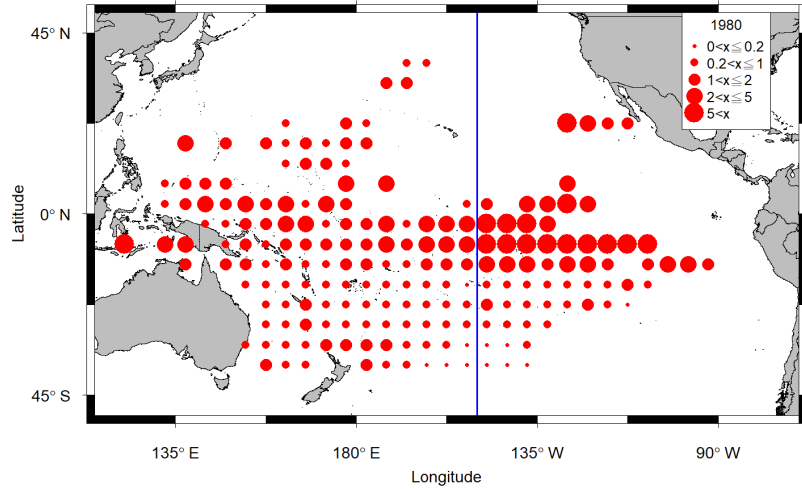 1980
0<x≦0.2
0.2<x≦1
1<x≦2
2<x≦5
5<x
45° N
0° N
45° S
Latitude
135° E
180° E
135° W
90° W
Longitude